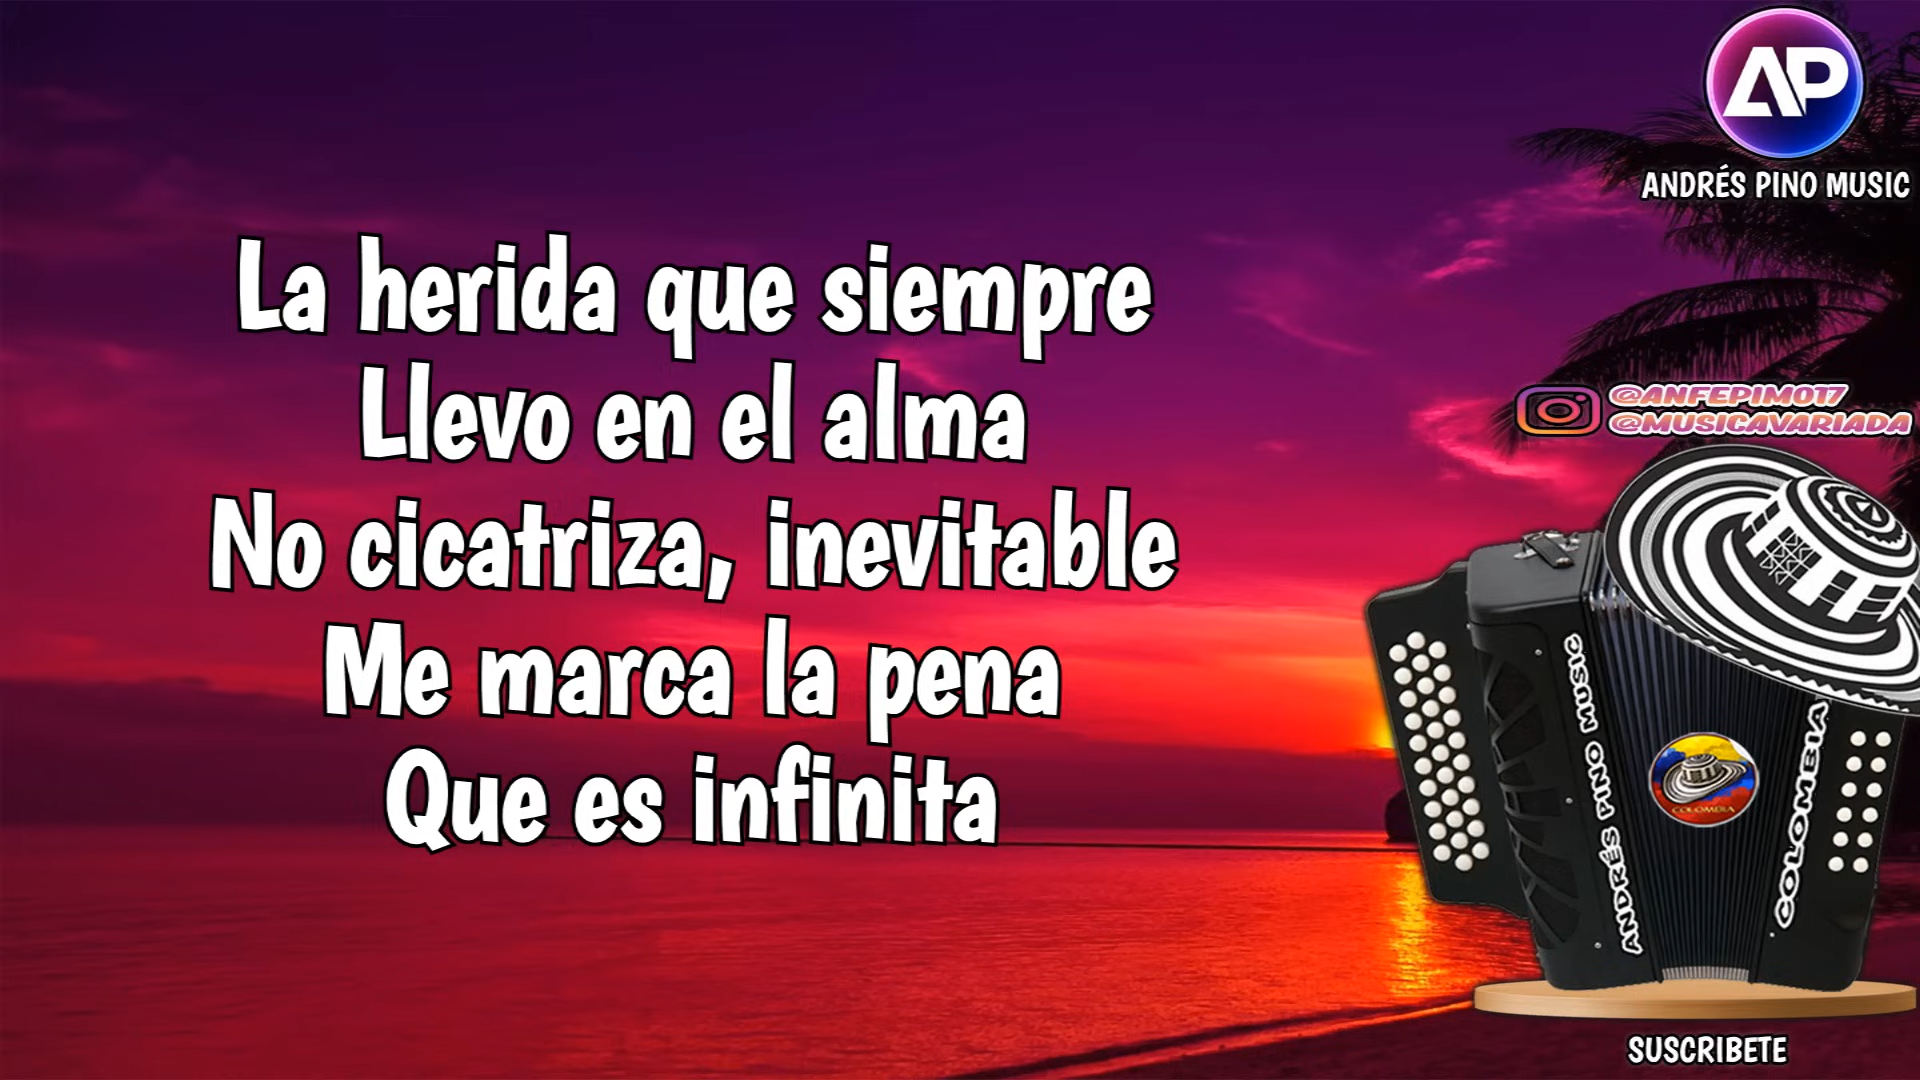 AP
ANDRÉS PINO MUSIC
La herida que siempre
Llevo en el alma
No cicatriza, inevitable
Me marca la pena
Que es infinita
@ANFEPIMO17
@MUSICAVARIADA
ANDRÉS PINO MUSIC
COLOMBIA
COLOMBIA
SUSCRIBETE